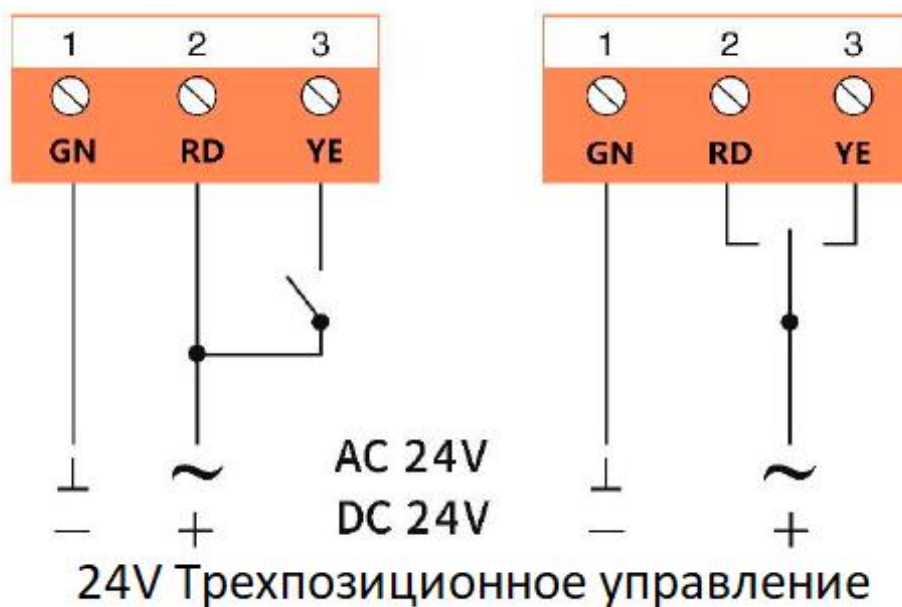 1 2 3 1 2 3
GN RD YE GN RD YE
AC 24V
⊥ ~ ⊥ ~
DC 24V
− + − +
24V Трехпозиционное управление